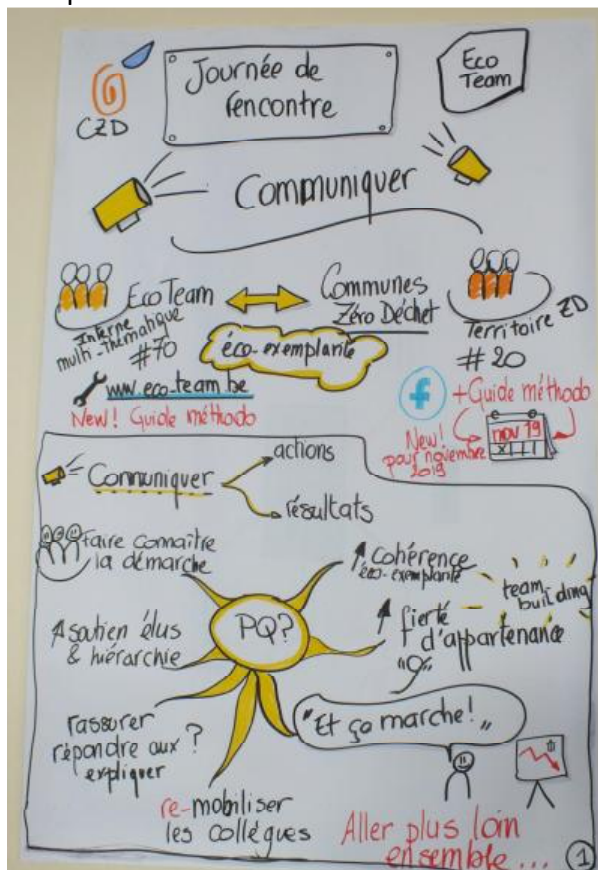 CZD
Journée de
rencontre
Eco
Team
Communiquer
Eco Team
Interne
multi-thématique
#70
www.eco-team.be
New! Guide méthodo
éco-exemplarité
Communes
Zéro Déchet
Territoire ZD
#20
f
+Guide méthodo
New!
pour novembre
2019
nov 19
Communiquer
actions
résultats
faire connaître
la démarche
soutien élus
& hiérarchie
rassurer
répondre aux ?
expliquer
re-mobiliser
les collègues
PQ?
cohérence
éco-exemplarité
fierté
d'appartenance
team
building
"Et ço marche!"
Aller plus loin
ensemble...
1